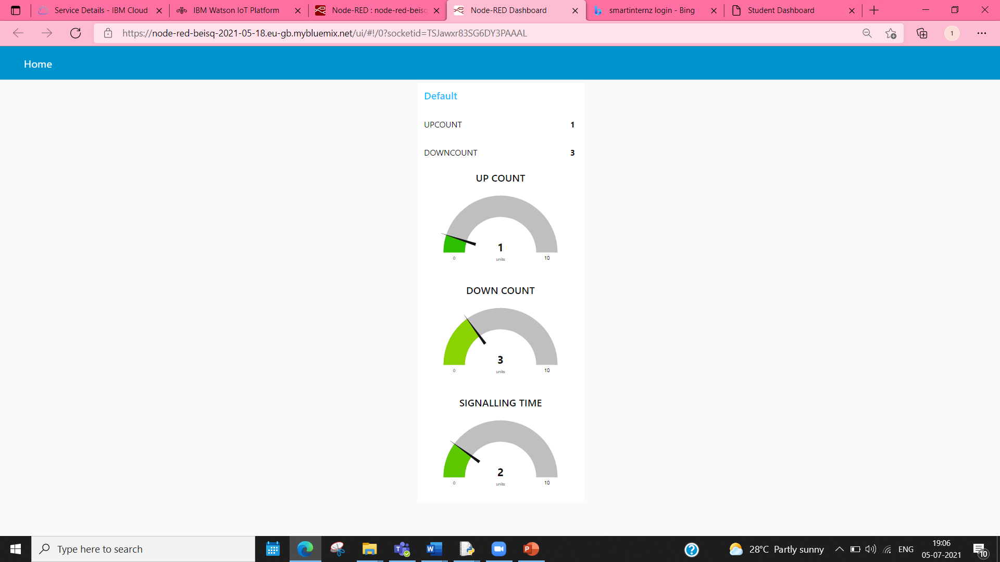 Service Details - IBM Cloud
IBM Watson IoT Platform
Node-RED : node-red-beisq
Node-RED Dashboard
smartinternz login - Bing
Student Dashboard
https://node-red-beisq-2021-05-18.eu-gb.mybluemix.net/ui/#!/0?socketid=TSJawxr83SG6DY3PAAAL
1
Home
Default
UPCOUNT 1
DOWNCOUNT 3
UP COUNT
1
0 units 10
DOWN COUNT
3
0 units 10
SIGNALLING TIME
2
0 units 10
Type here to search
28°C Partly sunny
ENG
19:06
05-07-2021
10